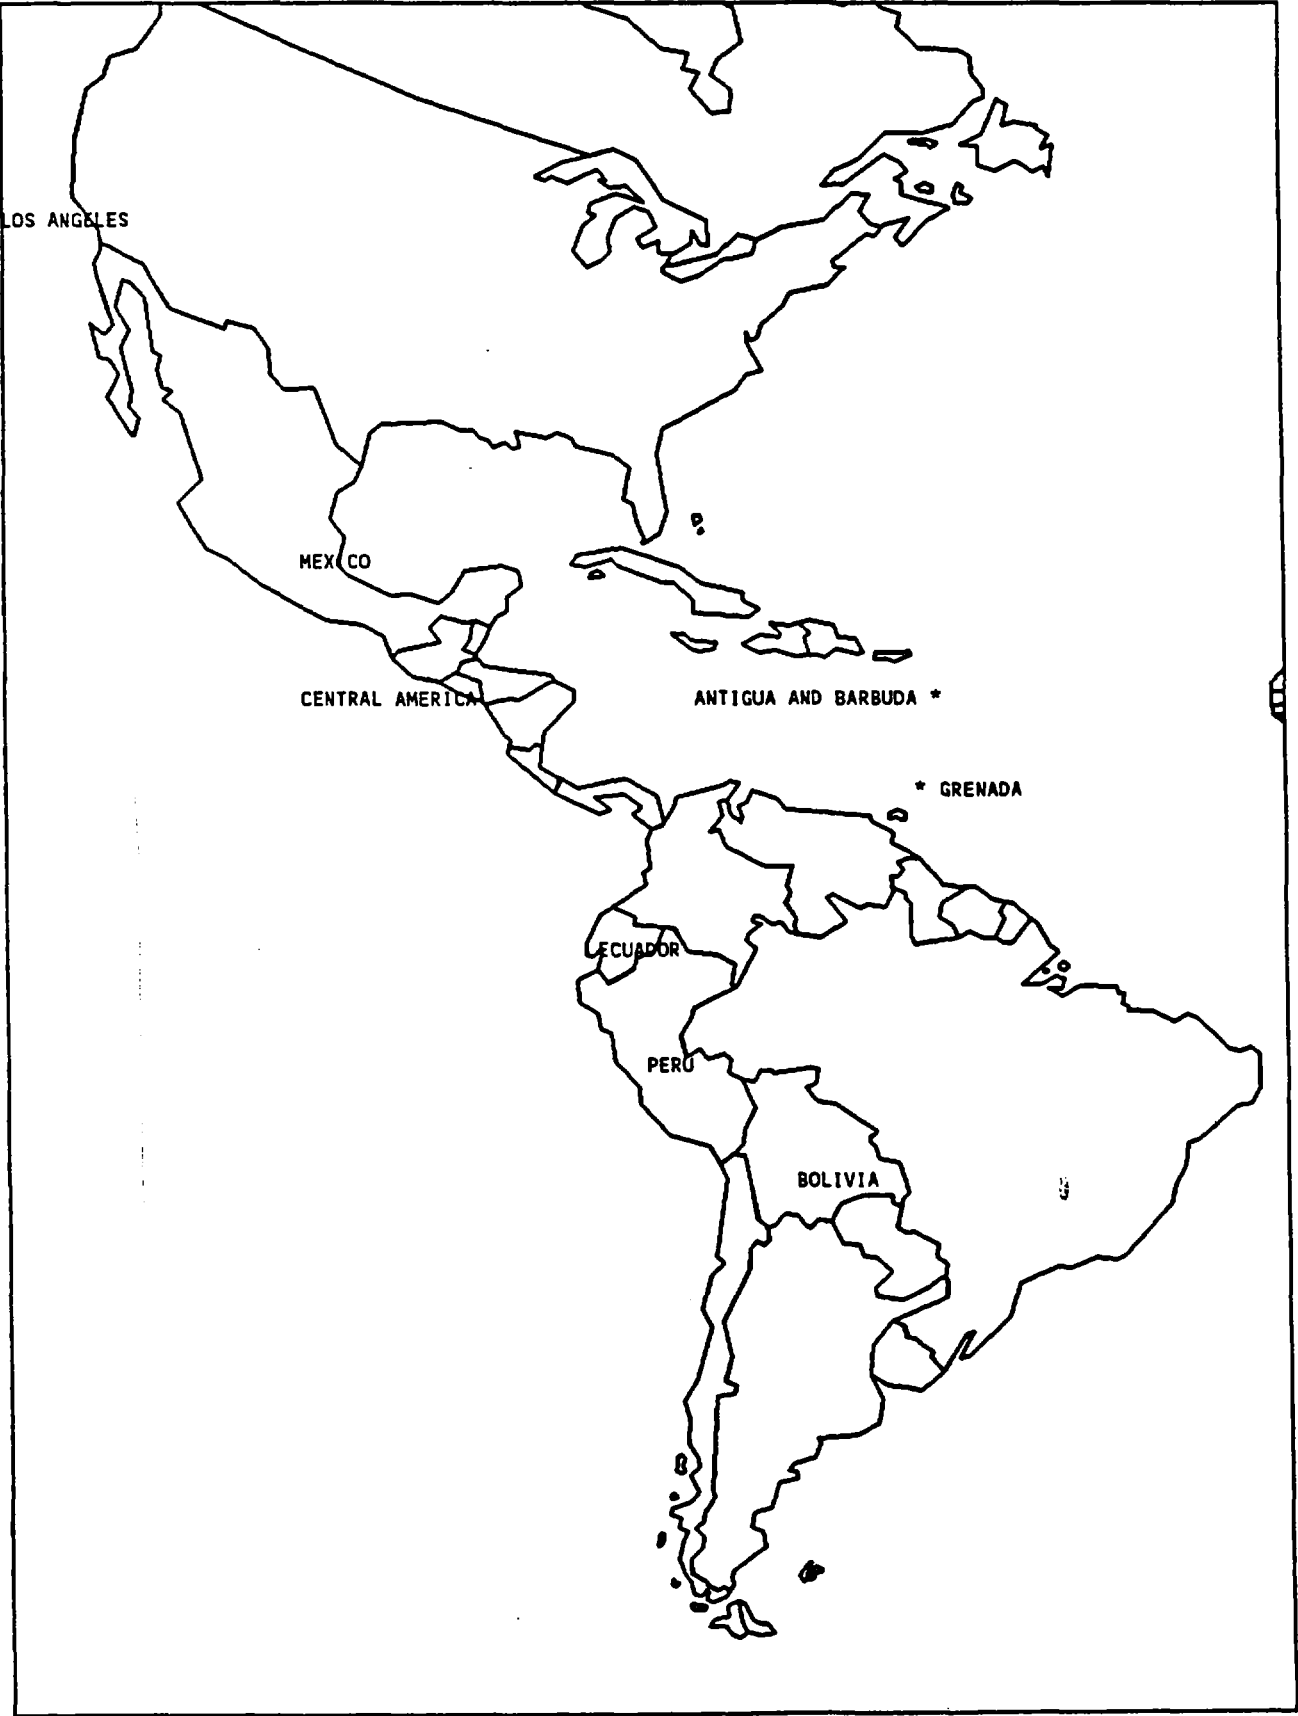 LOS ANGELES
MEXICO
CENTRAL AMERICA
ANTIGUA AND BARBUDA *
* GRENADA
ECUADOR
PERU
BOLIVIA